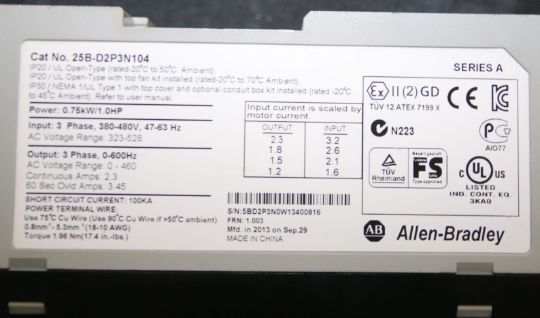 Cat No. 25B-D2P3N104
IP20 / UL Open-Type (rated-20°C to 50°C Ambient)
IP20 / UL Open-Type with top fan kit installed (rated -20°C to 70°C Ambient)
IP30 / NEMA 1/UL Type 1 with top cover and optional conduit box kit installed (rated -20°C
to 45°C Ambient) Refer to user manual.
SERIES A
Power: 0.75kW/1.0HP
Input: 3 Phase, 380-480V, 47-63 Hz
AC Voltage Range: 323-528
Output: 3 Phase, 0-600Hz
AC Voltage Range: 0 - 460
Continuous Amps: 2.3
60 Sec Ovld Amps: 3.45
SHORT CIRCUIT CURRENT: 100KA
POWER TERMINAL WIRE:
Use 75°C Cu Wire (Use 90°C Cu Wire if >50°C ambient)
0.8mm² - 5.3mm² (18-10 AWG)
Torque 1.96 Nm(17.4 in.-lbs.)
Input current is scaled by
motor current
OUTPUT INPUT
2.3 3.2
1.8 2.6
1.5 2.1
1.2 1.6
S/N:5BD2P3N0W13400816
FRN: 1.003
Mfd. in 2013 on Sep.29
MADE IN CHINA
Ex II (2) GD
TUV 12 ATEX 7199 X
CE
N223
AIO77
TÜV
Rheinland
FS
Type approved
C UL US
LISTED
IND. CONT. EQ.
3KA0
AB Allen-Bradley